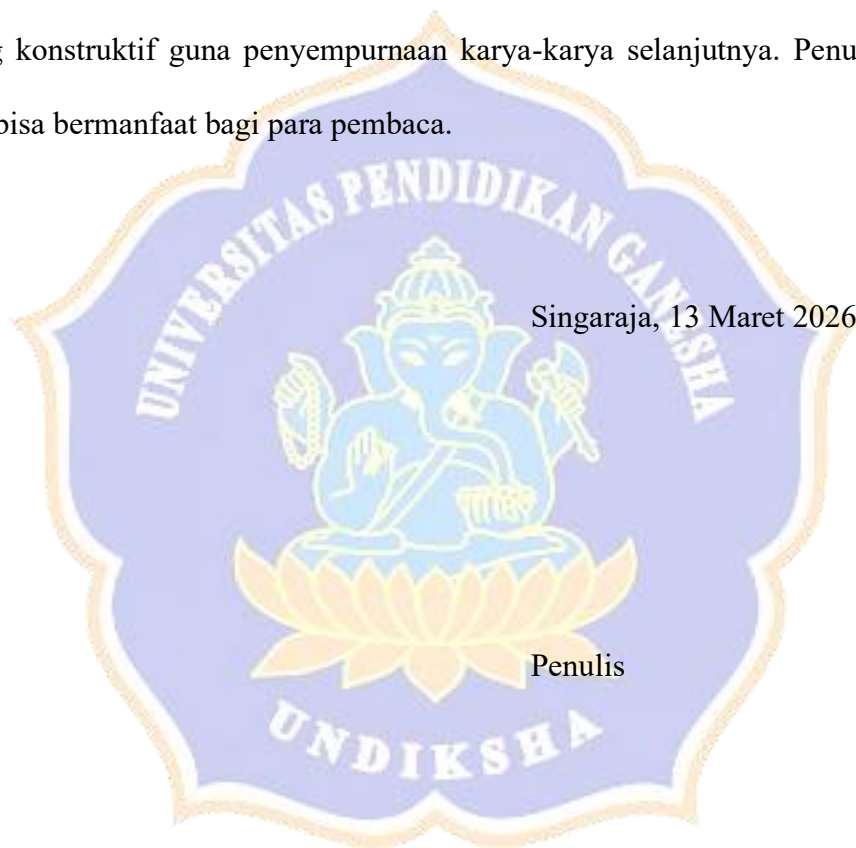 konstruktif guna penyempurnaan karya-karya selanjutnya.
bisa bermanfaat bagi para pembaca.
UNIVERSITAS PENDIDIKAN GANESHA
Singaraja, 13 Maret 2026
Penulis
UNDIKSHA